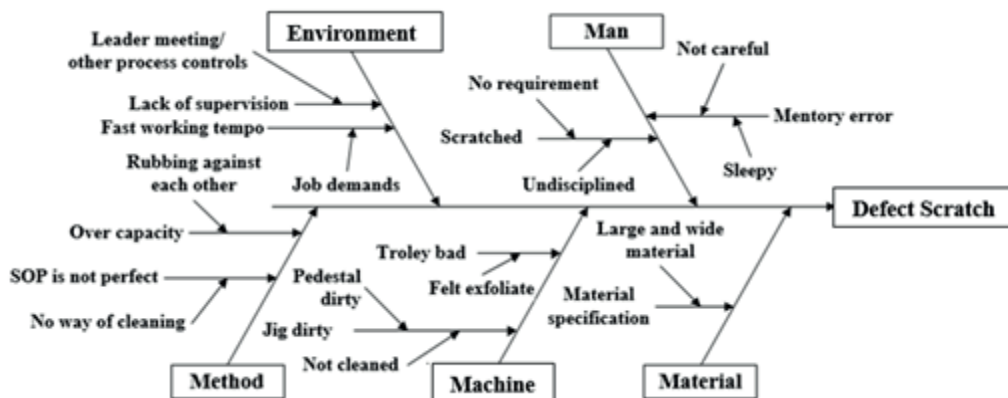 Environment
Man
Leader meeting/
other process controls
Not careful
No requirement
Lack of supervision
Mentory error
Fast working tempo
Scratched
Rubbing against
each other
Job demands
Undisciplined
Sleepy
Defect Scratch
Over capacity
Large and wide
material
Troley bad
SOP is not perfect
Pedestal
dirty
Felt exfoliate
Material
specification
No way of cleaning
Jig dirty
Not cleaned
Method
Machine
Material